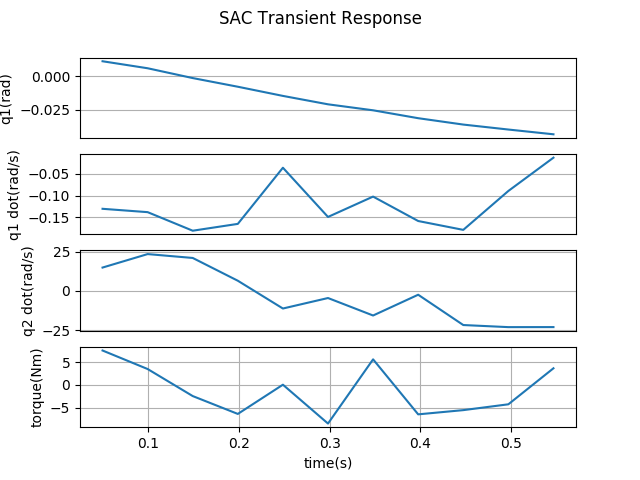 SAC Transient Response
q1(rad)
0.000
−0.025
q1 dot(rad/s)
−0.05
−0.10
−0.15
q2 dot(rad/s)
25
0
−25
torque(Nm)
5
0
−5
0.1 0.2 0.3 0.4 0.5
time(s)